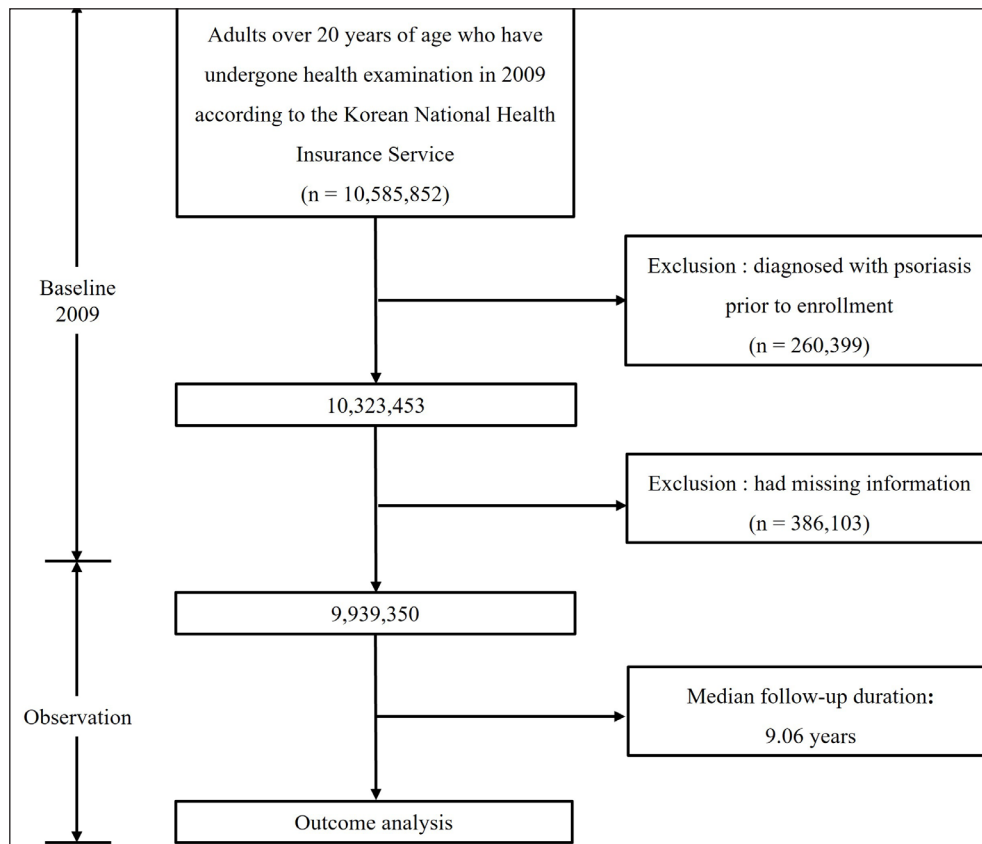 Adults over 20 years of age who have
undergone health examination in 2009
according to the Korean National Health
Insurance Service
(n = 10,585,852)
Exclusion : diagnosed with psoriasis
prior to enrollment
(n = 260,399)
Baseline
2009
10,323,453
Exclusion : had missing information
(n = 386,103)
9,939,350
Median follow-up duration:
9.06 years
Observation
Outcome analysis